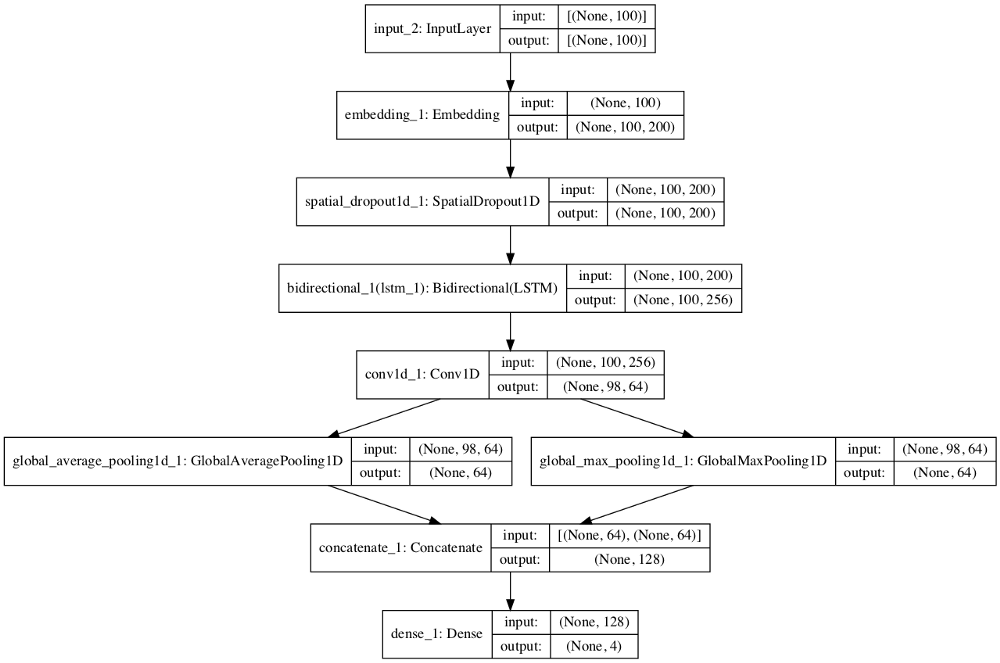 input_2: InputLayer
input: [(None, 100)]
output: [(None, 100)]
embedding_1: Embedding
input: (None, 100)
output: (None, 100, 200)
spatial_dropout1d_1: SpatialDropout1D
input: (None, 100, 200)
output: (None, 100, 200)
bidirectional_1(lstm_1): Bidirectional(LSTM)
input: (None, 100, 200)
output: (None, 100, 256)
conv1d_1: Conv1D
input: (None, 100, 256)
output: (None, 98, 64)
global_average_pooling1d_1: GlobalAveragePooling1D
input: (None, 98, 64)
output: (None, 64)
global_max_pooling1d_1: GlobalMaxPooling1D
input: (None, 98, 64)
output: (None, 64)
concatenate_1: Concatenate
input: [(None, 64), (None, 64)]
output: (None, 128)
dense_1: Dense
input: (None, 128)
output: (None, 4)